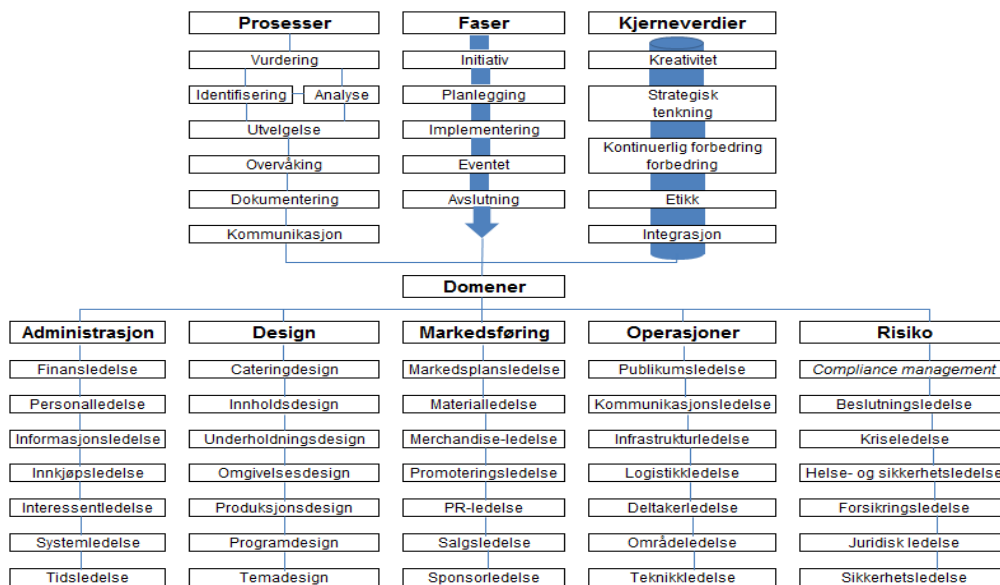 Prosesser
Vurdering
Identifisering
Analyse
Utvelgelse
Overvåking
Dokumentering
Kommunikasjon
Faser
Initiativ
Planlegging
Implementering
Eventet
Avslutning
Kjerneverdier
Kreativitet
Strategisk
tenkning
Kontinuerlig forbedring
forbedring
Etikk
Integrasjon
Domener
Administrasjon
Finansledelse
Personalledelse
Informasjonsledelse
Innkjøpsledelse
Interessentledelse
Systemledelse
Tidsledelse
Design
Cateringdesign
Innholdsdesign
Underholdningsdesign
Omgivelsesdesign
Produksjonsdesign
Programdesign
Temadesign
Markedsføring
Markedsplansledelse
Materialledelse
Merchandise-ledelse
Promoteringsledelse
PR-ledelse
Salgsledelse
Sponsorledelse
Operasjoner
Publikumsledelse
Kommunikasjonsledelse
Infrastrukturledelse
Logistikkledelse
Deltakerledelse
Områdeledelse
Teknikkledelse
Risiko
Compliance management
Beslutningsledelse
Kriseledelse
Helse- og sikkerhetsledelse
Forsikringsledelse
Juridisk ledelse
Sikkerhetsledelse